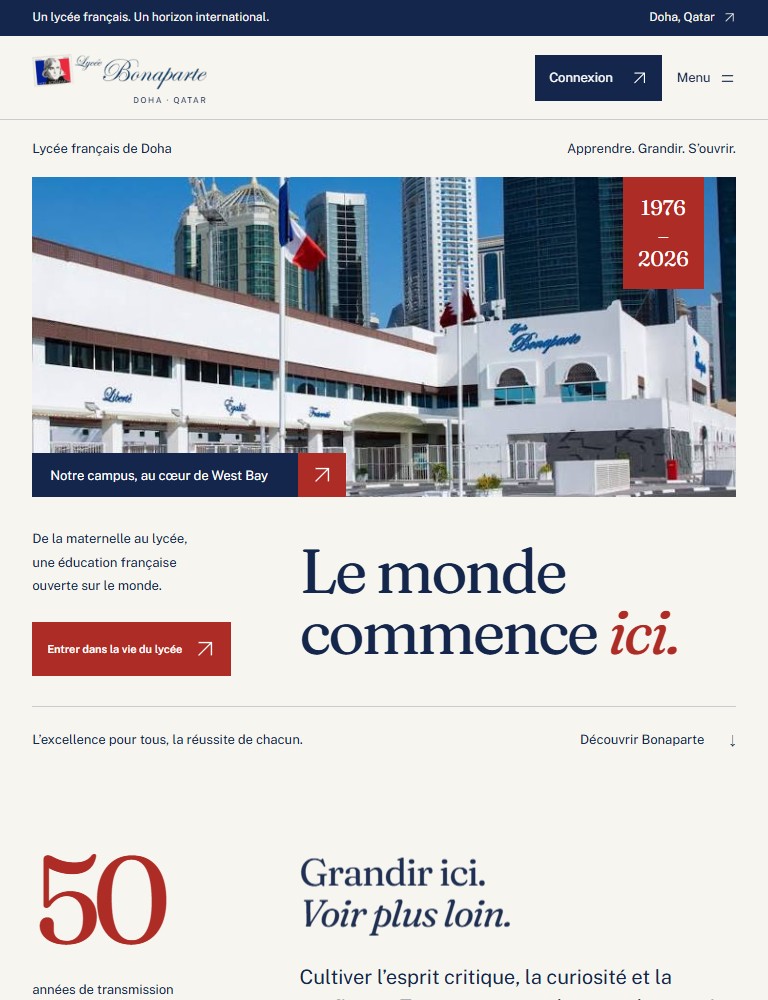 Un lycée français. Un horizon international.
Doha, Qatar
Lycée Bonaparte
DOHA · QATAR
Connexion
Menu
Lycée français de Doha
Apprendre. Grandir. S’ouvrir.
1976
–
2026
Lycée
Bonaparte
Liberté
Égalité
Fraternité
Notre campus, au cœur de West Bay
De la maternelle au lycée,
une éducation française
ouverte sur le monde.
Le monde
commence ici.
Entrer dans la vie du lycée
L’excellence pour tous, la réussite de chacun.
Découvrir Bonaparte
50
Grandir ici.
Voir plus loin.
Cultiver l’esprit critique, la curiosité et la
années de transmission